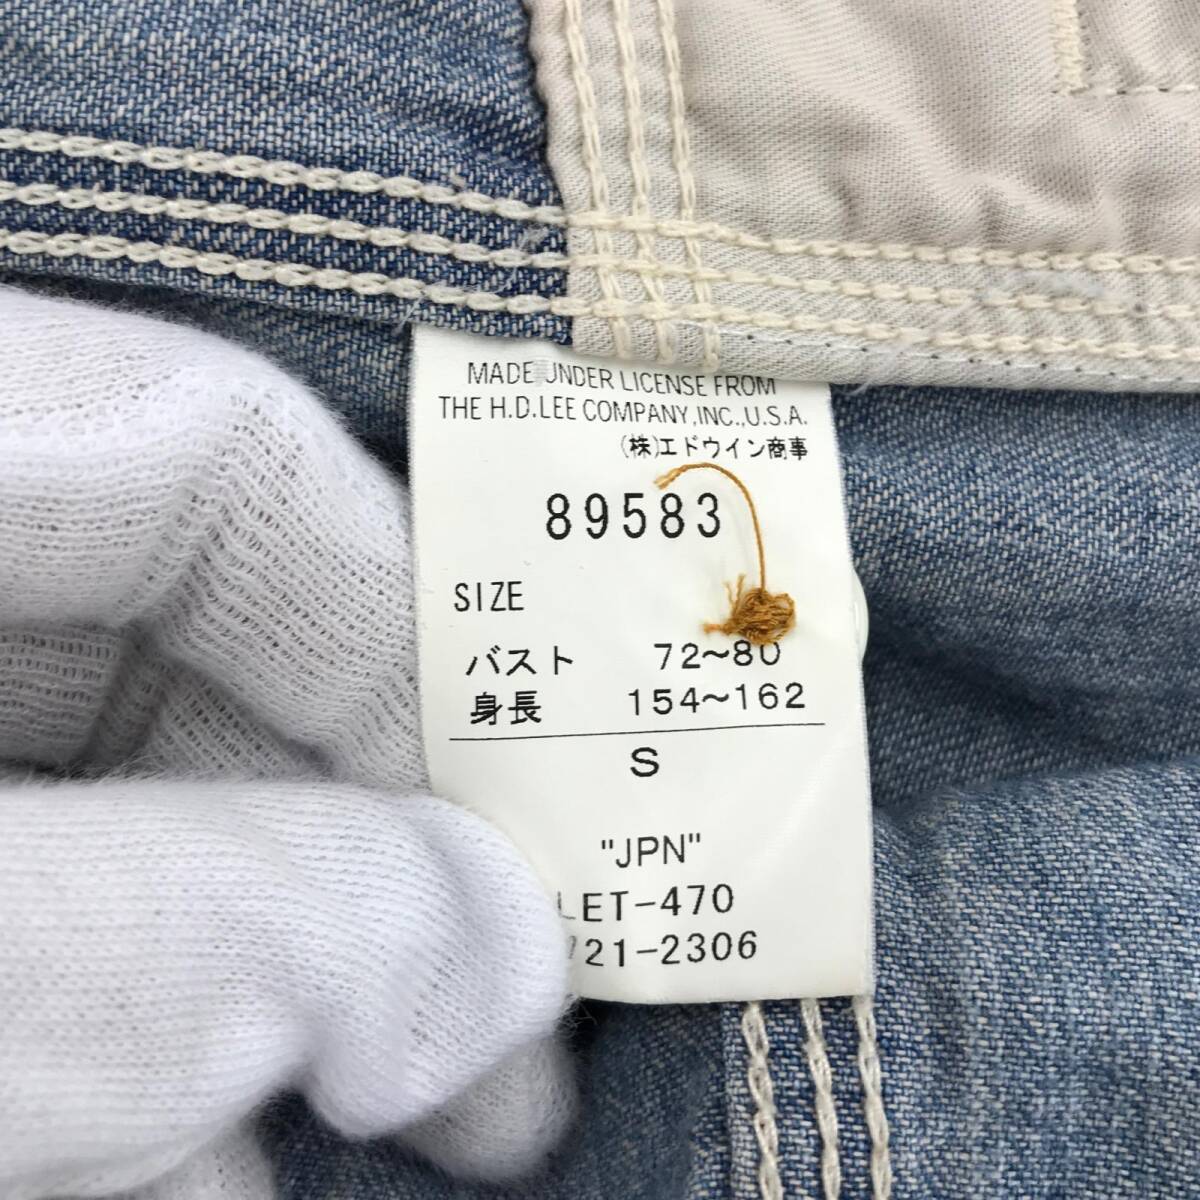 MADE UNDER LICENSE FROM
THE H.D.LEE COMPANY,INC.,U.S.A.
(株)エドウイン商事
89583
SIZE
バスト 72~80
身長 154~162
S
"JPN"
LET-470
721-2306